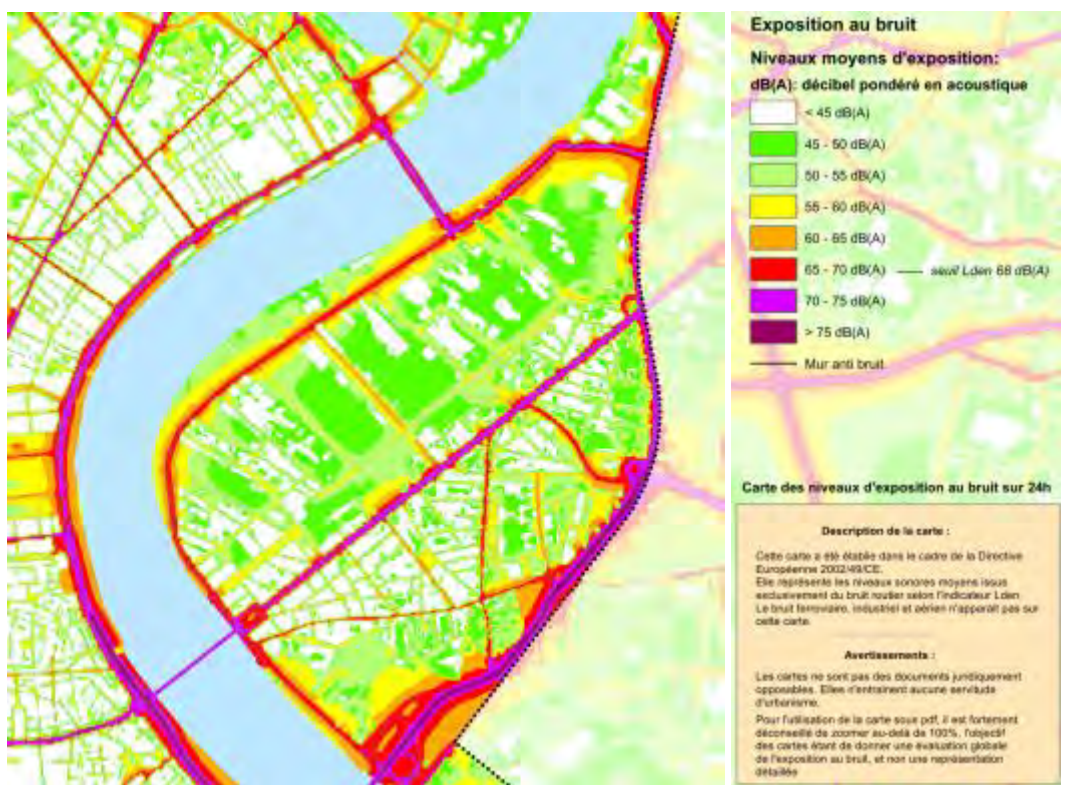 Exposition au bruit
Niveaux moyens d'exposition:
dB(A): décibel pondéré en acoustique
< 45 dB(A)
45 - 50 dB(A)
50 - 55 dB(A)
55 - 60 dB(A)
60 - 65 dB(A)
65 - 70 dB(A) seuil Lden 68 dB(A)
70 - 75 dB(A)
> 75 dB(A)
Mur anti bruit
Carte des niveaux d'exposition au bruit sur 24h
Description de la carte :
Cette carte a été établie dans le cadre de la Directive
Européenne 2002/49/CE.
Elle représente les niveaux sonores moyens issus
exclusivement du bruit routier selon l'indicateur Lden
Le bruit ferroviaire, industriel et aérien n'apparait pas sur
cette carte.
Avertissements :
Les cartes ne sont pas des documents juridiquement
opposables. Elles n'entrainent aucune servitude
d'urbanisme.
Pour l'utilisation de la carte sous pdf, il est fortement
déconseillé de zoomer au-delà de 100%, l'objectif
des cartes étant de donner une évaluation globale
de l'exposition au bruit, et non une représentation
détaillée